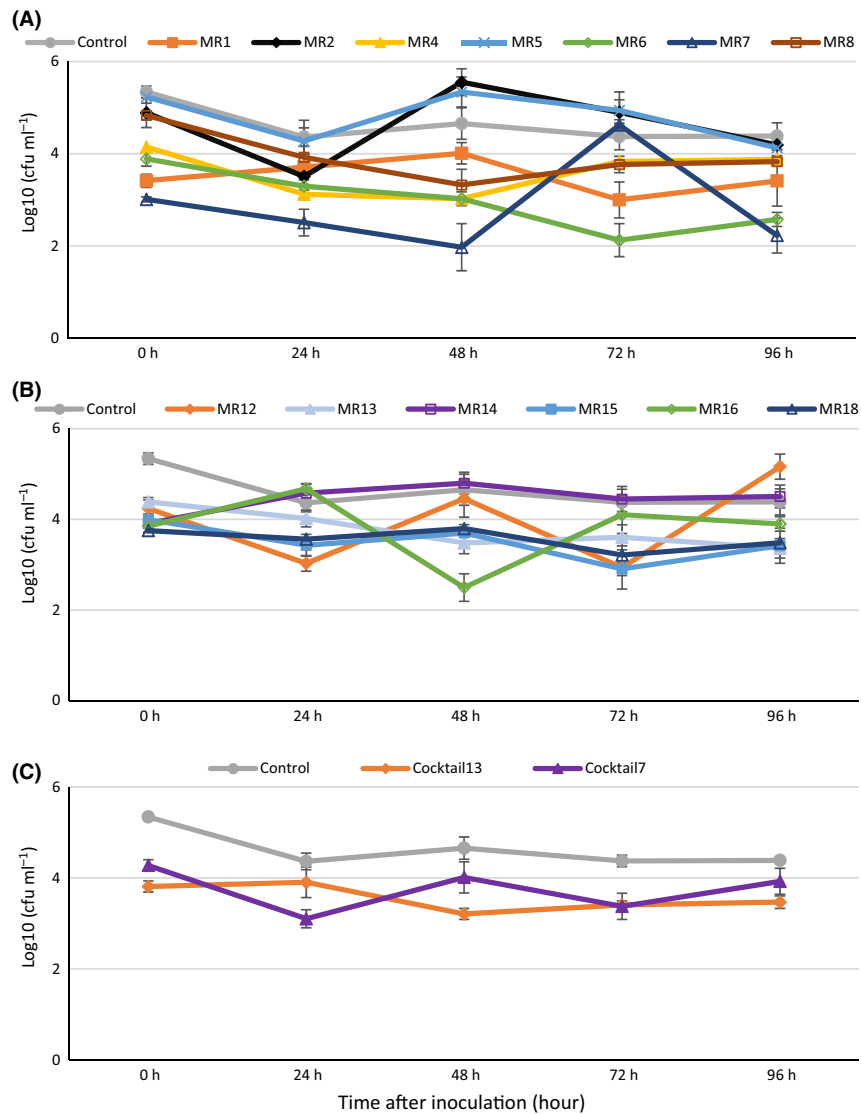 (A)
Control MR1 MR2 MR4 MR5 MR6 MR7 MR8
6
4
2
0
Log10 (cfu ml⁻¹)
0 h 24 h 48 h 72 h 96 h
(B)
Control MR12 MR13 MR14 MR15 MR16 MR18
6
4
2
0
Log10 (cfu ml⁻¹)
0 h 24 h 48 h 72 h 96 h
(C)
Control Cocktail13 Cocktail7
6
4
2
0
Log10 (cfu ml⁻¹)
0 h 24 h 48 h 72 h 96 h
Time after inoculation (hour)